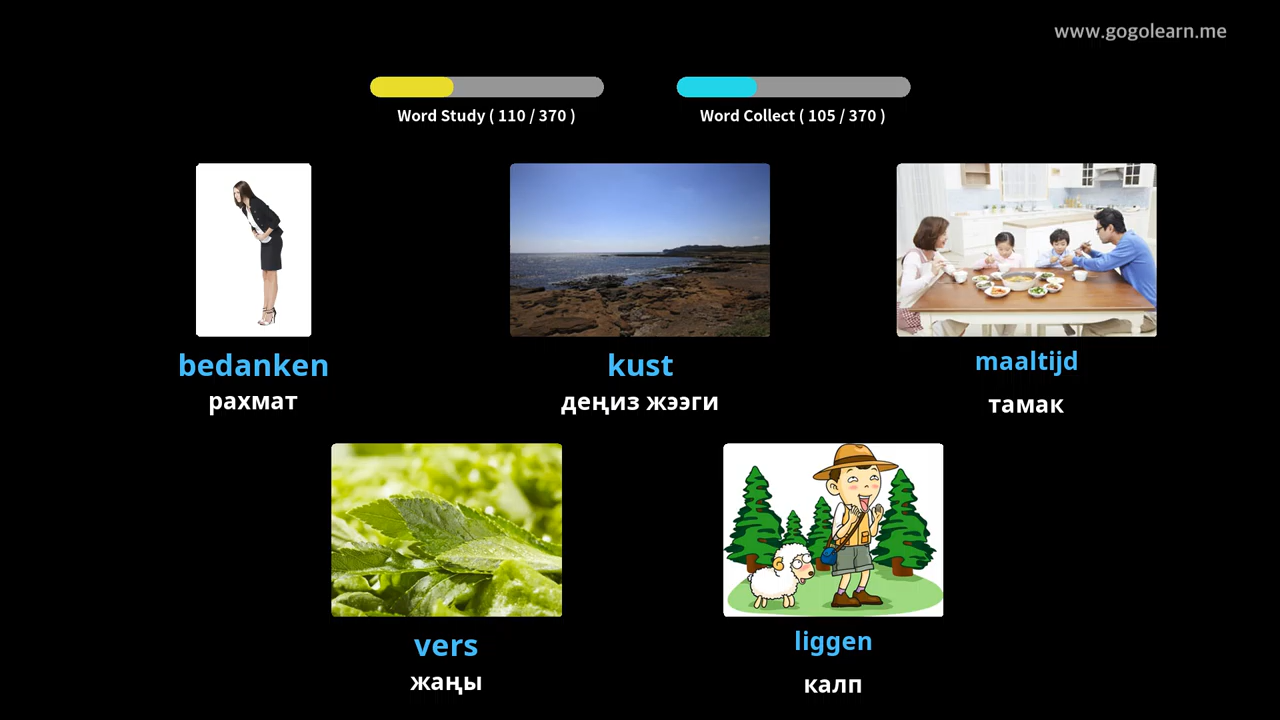 www.gogolearn.me
Word Study ( 110 / 370 )
Word Collect ( 105 / 370 )
bedanken
рахмат
kust
деңиз жээги
maaltijd
тамак
vers
жаңы
liggen
калп